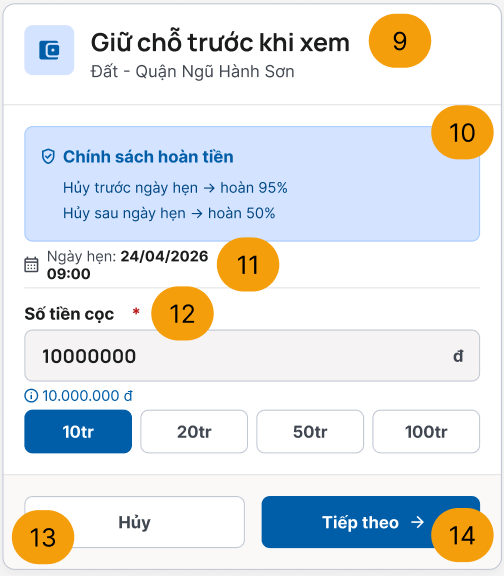 Giữ chỗ trước khi xem
9
Đất - Quận Ngũ Hành Sơn
10
Chính sách hoàn tiền
Hủy trước ngày hẹn → hoàn 95%
Hủy sau ngày hẹn → hoàn 50%
Ngày hẹn: 24/04/2026
09:00
11
Số tiền cọc *
12
10000000 đ
10.000.000 đ
10tr 20tr 50tr 100tr
Hủy
13
Tiếp theo →
14